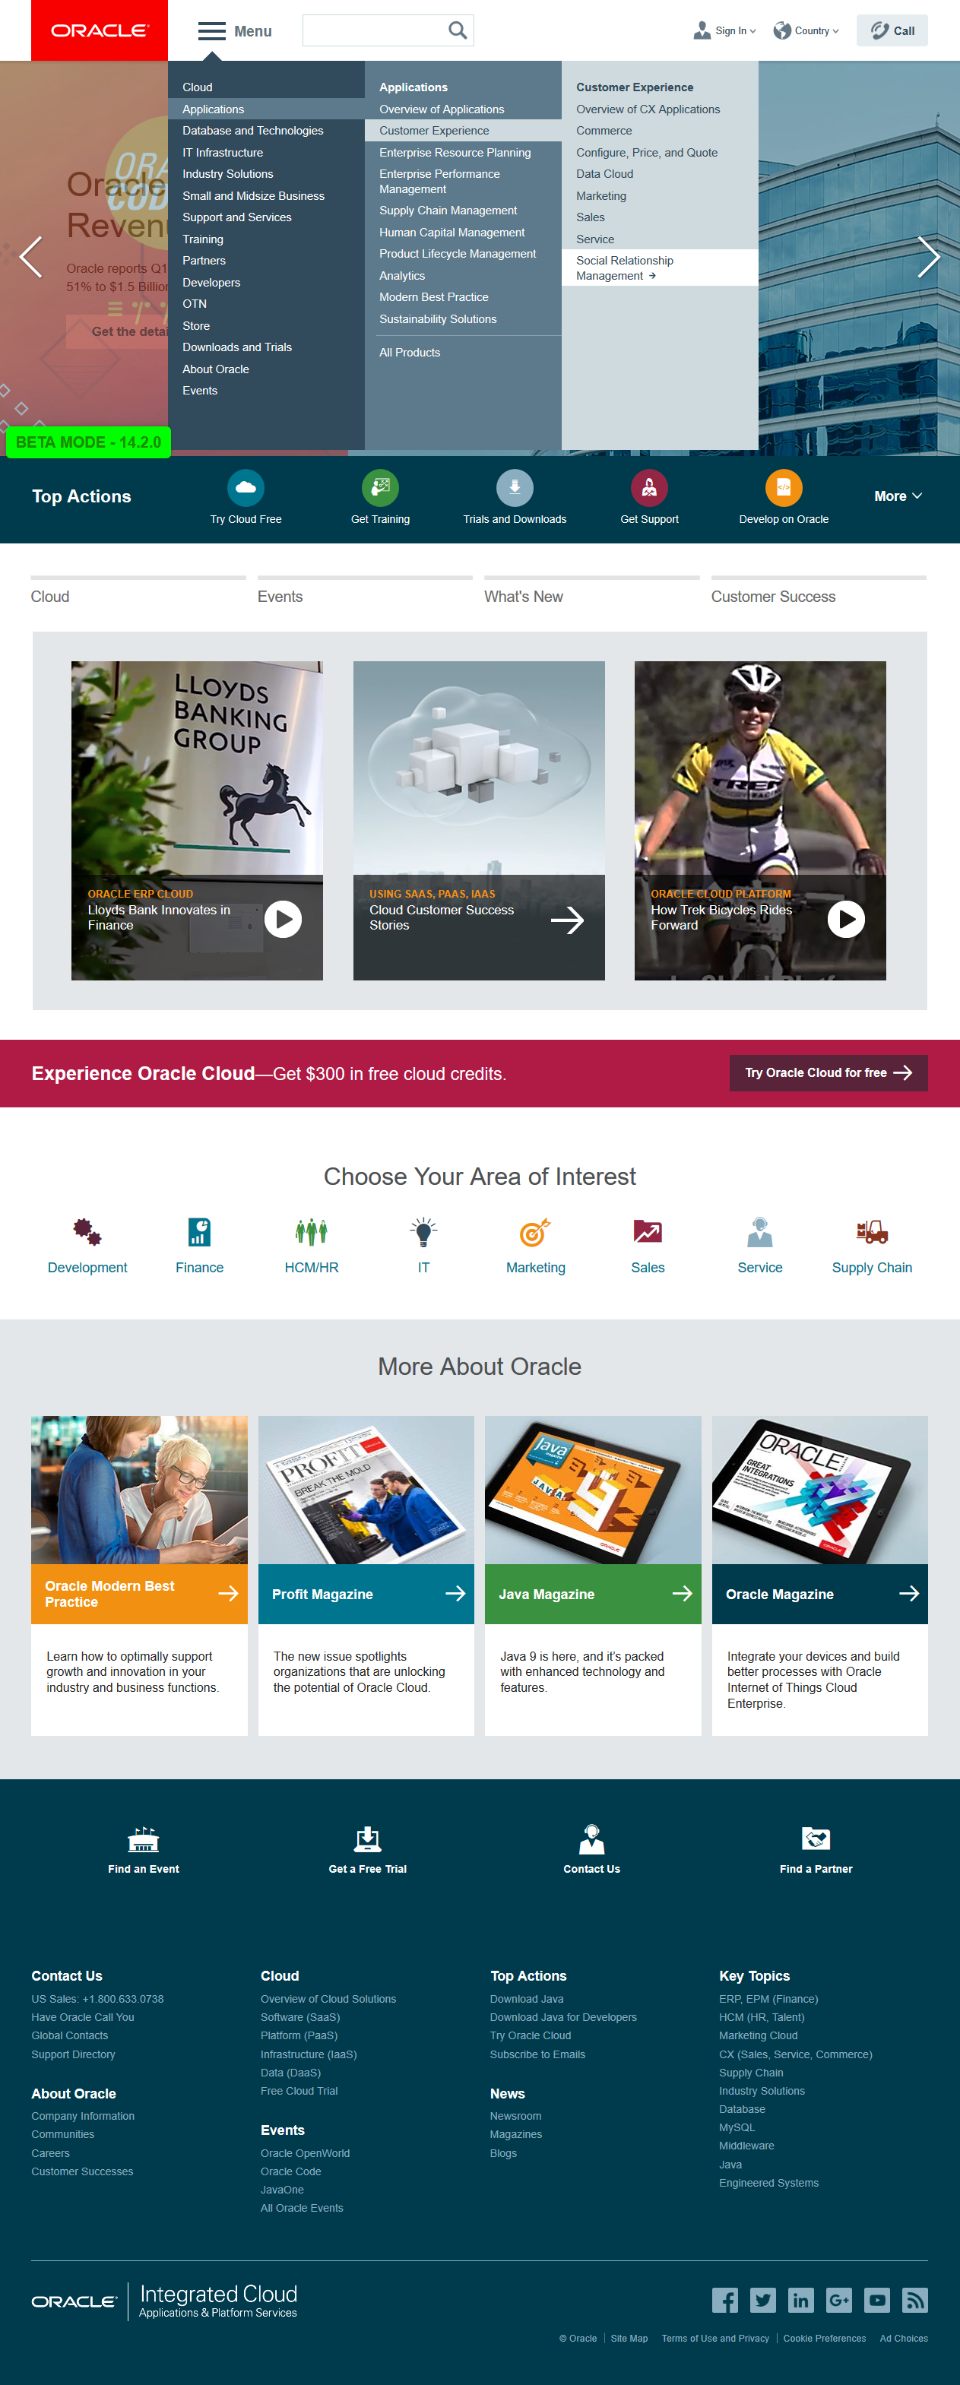 ORACLE
Menu
Sign In
Country
Call
Cloud
Applications
Database and Technologies
IT Infrastructure
Industry Solutions
Small and Midsize Business
Support and Services
Training
Partners
Developers
OTN
Store
Downloads and Trials
About Oracle
Events
Applications
Overview of Applications
Customer Experience
Enterprise Resource Planning
Enterprise Performance
Management
Supply Chain Management
Human Capital Management
Product Lifecycle Management
Analytics
Modern Best Practice
Sustainability Solutions
All Products
Customer Experience
Overview of CX Applications
Commerce
Configure, Price, and Quote
Data Cloud
Marketing
Sales
Service
Social Relationship
Management
Oracle
Oracle reports Q1
51% to $1.5 Billion
Get the
BETA MODE - 14.2.0
Top Actions
Try Cloud Free
Get Training
Trials and Downloads
Get Support
Develop on Oracle
More
Cloud
Events
What's New
Customer Success
LLOYDS
BANKING
GROUP
TREK
ORACLE ERP CLOUD
Lloyds Bank Innovates in
Finance
USING SAAS, PAAS, IAAS
Cloud Customer Success
Stories
ORACLE CLOUD PLATFORM
How Trek Bicycles Rides
Forward
Experience Oracle Cloud—Get $300 in free cloud credits.
Try Oracle Cloud for free
Choose Your Area of Interest
Development
Finance
HCM/HR
IT
Marketing
Sales
Service
Supply Chain
More About Oracle
PROFIT
BREAK THE MOLD
Java
JAVA
ORACLE
GREAT
INTEGRATIONS
Oracle Modern Best
Practice
Profit Magazine
Java Magazine
Oracle Magazine
Learn how to optimally support
growth and innovation in your
industry and business functions.
The new issue spotlights
organizations that are unlocking
the potential of Oracle Cloud.
Java 9 is here, and it's packed
with enhanced technology and
features.
Integrate your devices and build
better processes with Oracle
Internet of Things Cloud
Enterprise.
Find an Event
Get a Free Trial
Contact Us
Find a Partner
Contact Us
US Sales: +1.800.633.0738
Have Oracle Call You
Global Contacts
Support Directory
About Oracle
Company Information
Communities
Careers
Customer Successes
Cloud
Overview of Cloud Solutions
Software (SaaS)
Platform (PaaS)
Infrastructure (IaaS)
Data (DaaS)
Free Cloud Trial
Events
Oracle OpenWorld
Oracle Code
JavaOne
All Oracle Events
Top Actions
Download Java
Download Java for Developers
Try Oracle Cloud
Subscribe to Emails
News
Newsroom
Magazines
Blogs
Key Topics
ERP, EPM (Finance)
HCM (HR, Talent)
Marketing Cloud
CX (Sales, Service, Commerce)
Supply Chain
Industry Solutions
Database
MySQL
Middleware
Java
Engineered Systems
ORACLE
Integrated Cloud
Applications & Platform Services
© Oracle
Site Map
Terms of Use and Privacy
Cookie Preferences
Ad Choices